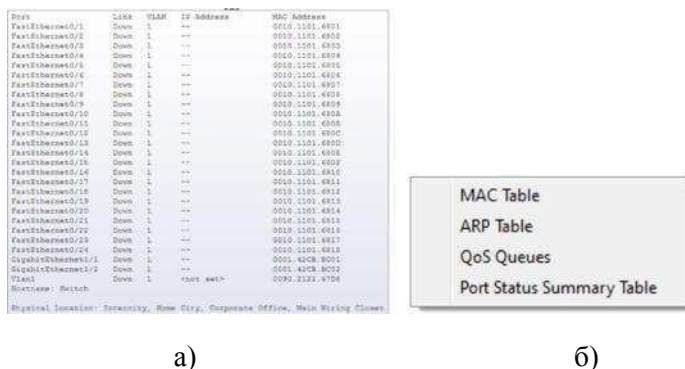 Port Link VLAN IP Address MAC Address
FastEthernet0/1 Down 1 -- 0010.1101.6801
FastEthernet0/2 Down 1 -- 0010.1101.6802
FastEthernet0/3 Down 1 -- 0010.1101.6803
FastEthernet0/4 Down 1 -- 0010.1101.6804
FastEthernet0/5 Down 1 -- 0010.1101.6805
FastEthernet0/6 Down 1 -- 0010.1101.6806
FastEthernet0/7 Down 1 -- 0010.1101.6807
FastEthernet0/8 Down 1 -- 0010.1101.6808
FastEthernet0/9 Down 1 -- 0010.1101.6809
FastEthernet0/10 Down 1 -- 0010.1101.680A
FastEthernet0/11 Down 1 -- 0010.1101.680B
FastEthernet0/12 Down 1 -- 0010.1101.680C
FastEthernet0/13 Down 1 -- 0010.1101.680D
FastEthernet0/14 Down 1 -- 0010.1101.680E
FastEthernet0/15 Down 1 -- 0010.1101.680F
FastEthernet0/16 Down 1 -- 0010.1101.6810
FastEthernet0/17 Down 1 -- 0010.1101.6811
FastEthernet0/18 Down 1 -- 0010.1101.6812
FastEthernet0/19 Down 1 -- 0010.1101.6813
FastEthernet0/20 Down 1 -- 0010.1101.6814
FastEthernet0/21 Down 1 -- 0010.1101.6815
FastEthernet0/22 Down 1 -- 0010.1101.6816
FastEthernet0/23 Down 1 -- 0010.1101.6817
FastEthernet0/24 Down 1 -- 0010.1101.6818
GigabitEthernet1/1 Down 1 -- 0001.42CB.BC01
GigabitEthernet1/2 Down 1 -- 0001.42CB.BC02
Vlan1 Down 1 <not set>
Hostname: Switch
Physical Location: Intercity, Home City, Corporate Office, Main Wiring Closet
MAC Table
ARP Table
QoS Queues
Port Status Summary Table
а) б)